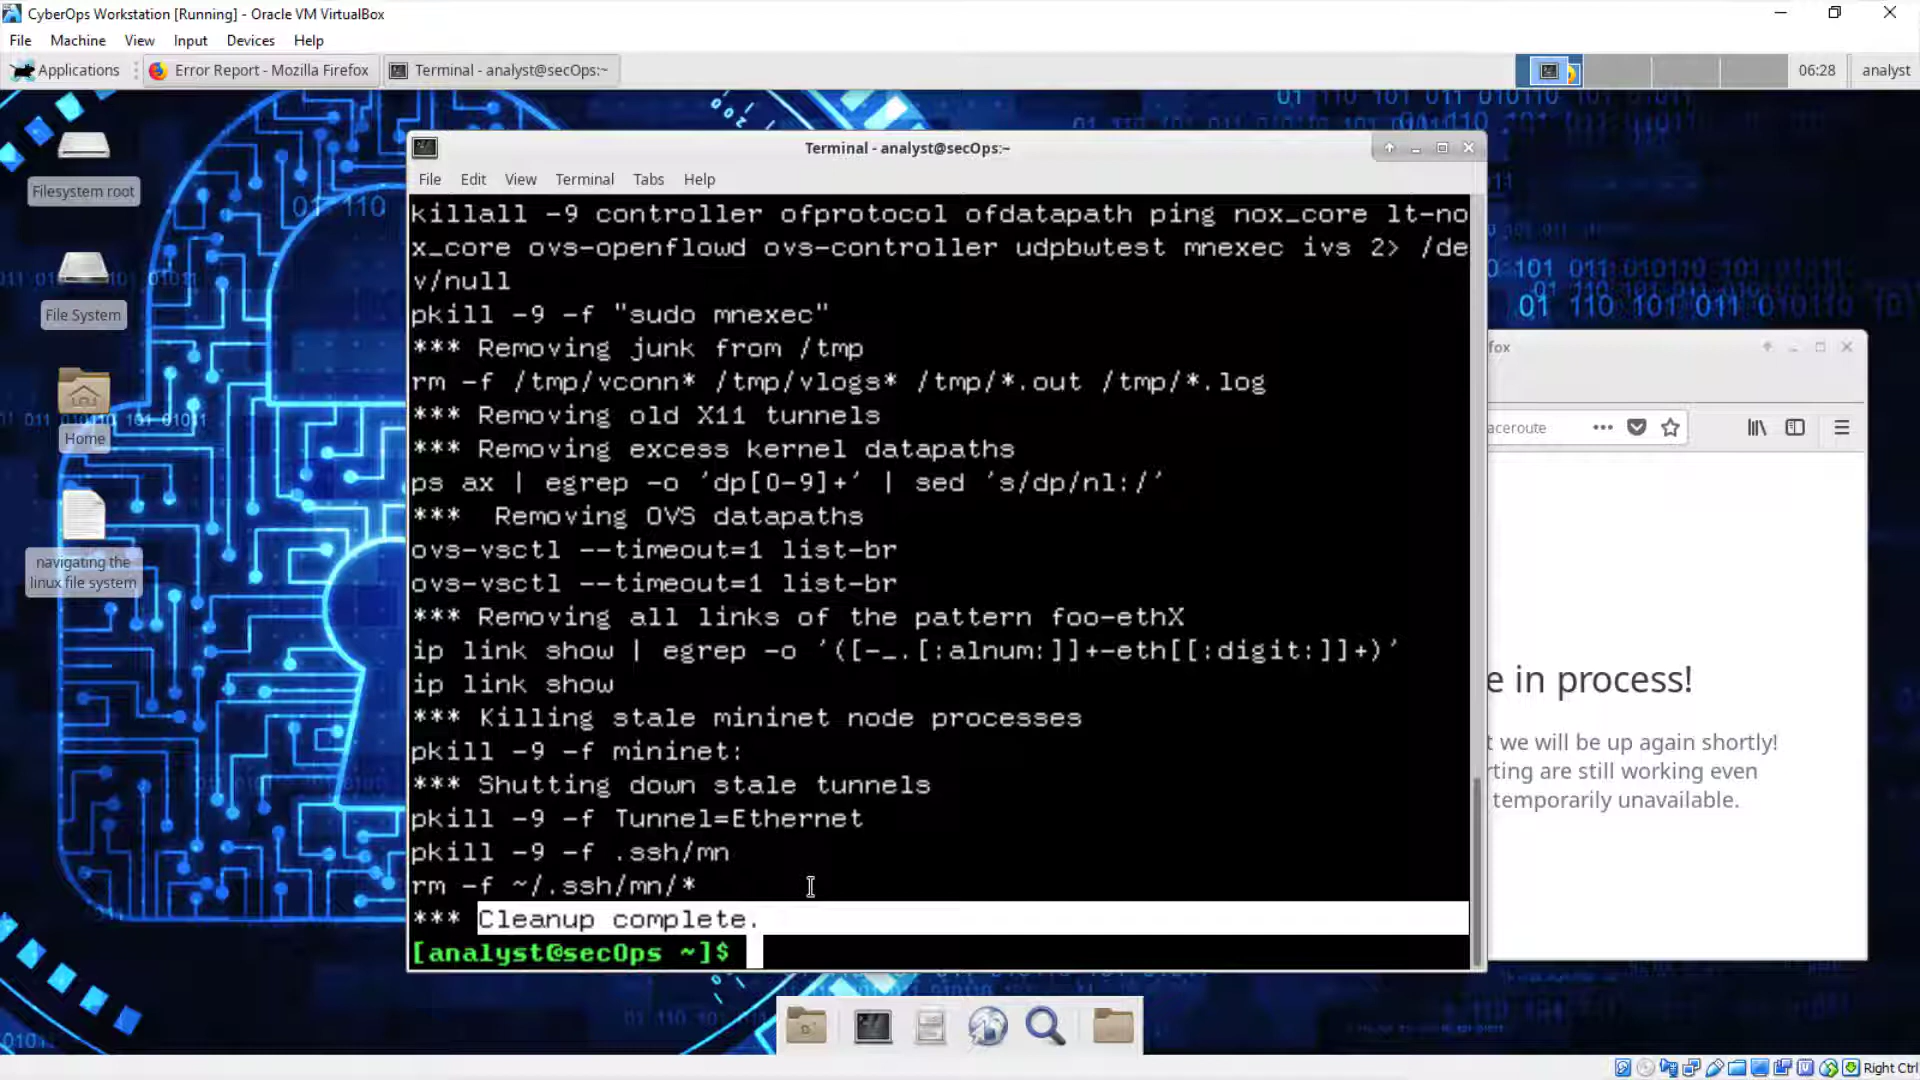 CyberOps Workstation [Running] - Oracle VM VirtualBox
File Machine View Input Devices Help
Applications
Error Report - Mozilla Firefox
Terminal - analyst@secOps:~
06:28
analyst
Filesystem root
File System
Home
navigating the
linux file system
Terminal - analyst@secOps:~
File Edit View Terminal Tabs Help
killall -9 controller ofprotocol ofdatapath ping nox_core lt-no
x_core ovs-openflowd ovs-controller udpbwtest mnexec ivs 2> /de
v/null
pkill -9 -f "sudo mnexec"
*** Removing junk from /tmp
rm -f /tmp/vconn* /tmp/vlogs* /tmp/*.out /tmp/*.log
*** Removing old X11 tunnels
*** Removing excess kernel datapaths
ps ax | egrep -o 'dp[0-9]+' | sed 's/dp/nl:/'
***  Removing OVS datapaths
ovs-vsctl --timeout=1 list-br
ovs-vsctl --timeout=1 list-br
*** Removing all links of the pattern foo-ethX
ip link show | egrep -o '([-_.[:alnum:]]+-eth[[:digit:]]+)'
ip link show
*** Killing stale mininet node processes
pkill -9 -f mininet:
*** Shutting down stale tunnels
pkill -9 -f Tunnel=Ethernet
pkill -9 -f .ssh/mn
rm -f ~/.ssh/mn/*
*** Cleanup complete.
[analyst@secOps ~]$
fox
aceroute
e in process!
t we will be up again shortly!
rting are still working even
temporarily unavailable.
Right Ctrl